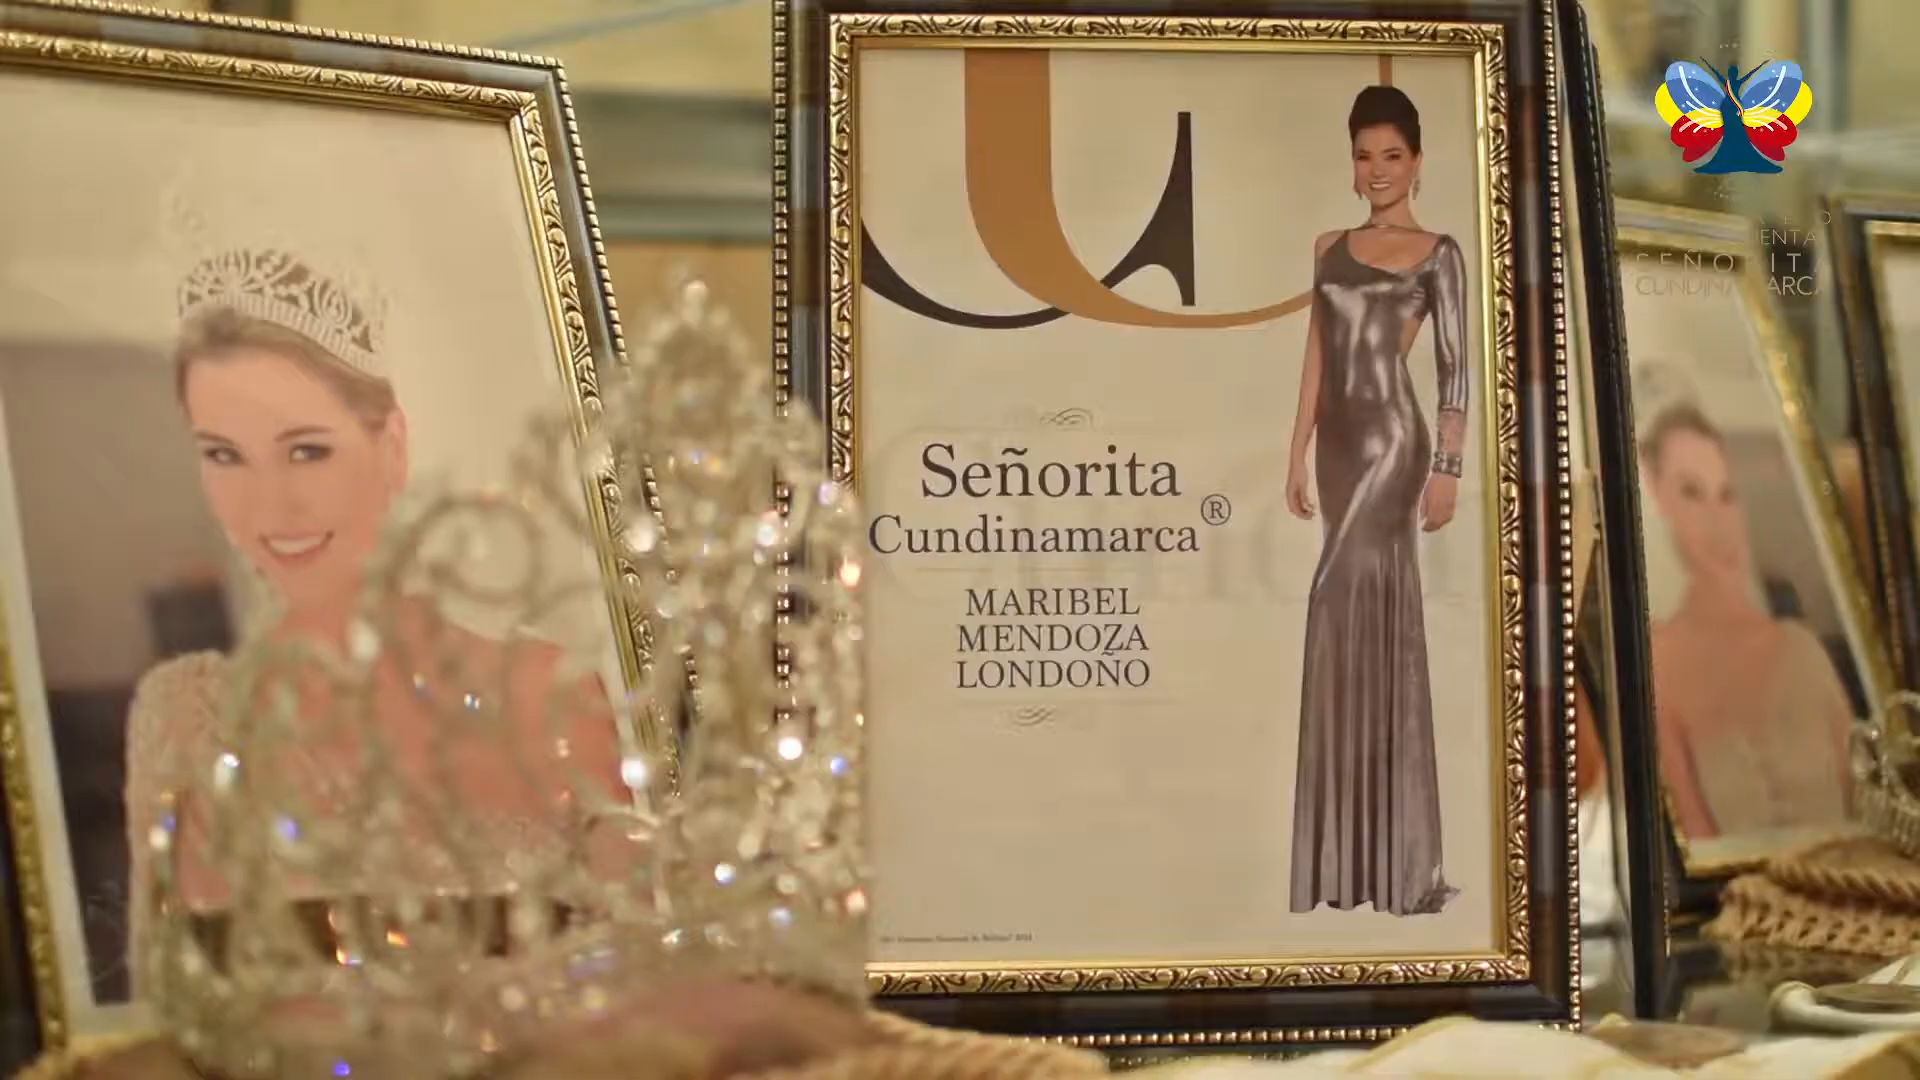 Señorita
Cundinamarca®
MARIBEL
MENDOZA
LONDOÑO
SEÑORITA
CUNDINAMARCA